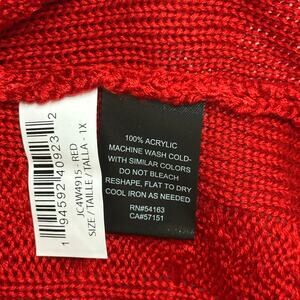 1 94592 40923 2
JC4W4915 - RED
SIZE / TAILLE / TALLA - 1X
100% ACRYLIC
MACHINE WASH COLD-
WITH SIMILAR COLORS
DO NOT BLEACH
RESHAPE, FLAT TO DRY
COOL IRON AS NEEDED
RN#54163
CA#57151